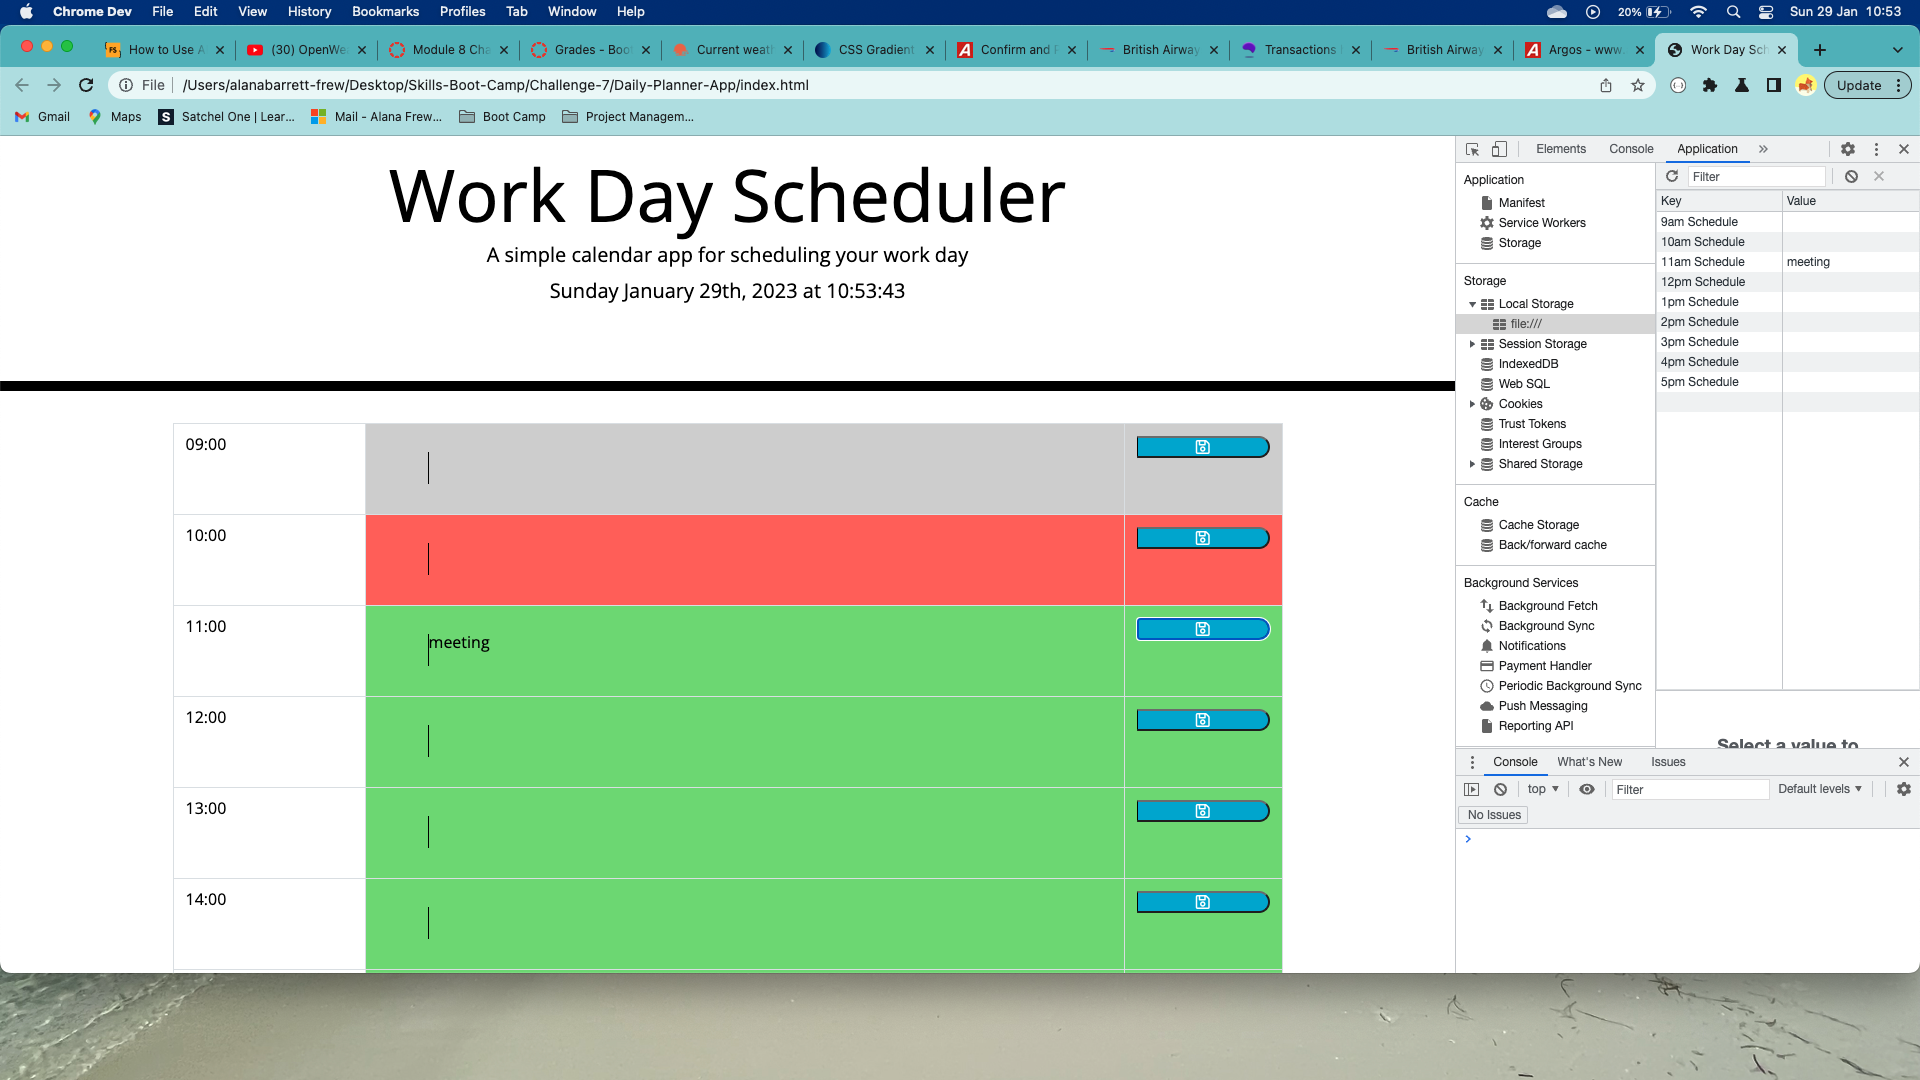 Chrome Dev File Edit View History Bookmarks Profiles Tab Window Help 20% Sun 29 Jan 10:53
How to Use A (30) OpenWe Module 8 Cha Grades - Boot Current weat CSS Gradient Confirm and P British Airway Transactions British Airway Argos - www. Work Day Sch
File /Users/alanabarrett-frew/Desktop/Skills-Boot-Camp/Challenge-7/Daily-Planner-App/index.html Update
Gmail Maps Satchel One | Lear... Mail - Alana Frew... Boot Camp Project Managem...
Work Day Scheduler
A simple calendar app for scheduling your work day
Sunday January 29th, 2023 at 10:53:43
09:00
10:00
11:00 meeting
12:00
13:00
14:00
Elements Console Application
Application
Manifest
Service Workers
Storage
Storage
Local Storage
file:///
Session Storage
IndexedDB
Web SQL
Cookies
Trust Tokens
Interest Groups
Shared Storage
Cache
Cache Storage
Back/forward cache
Background Services
Background Fetch
Background Sync
Notifications
Payment Handler
Periodic Background Sync
Push Messaging
Reporting API
Filter
Key Value
9am Schedule
10am Schedule
11am Schedule meeting
12pm Schedule
1pm Schedule
2pm Schedule
3pm Schedule
4pm Schedule
5pm Schedule
Select a value to
Console What's New Issues
top Filter Default levels
No Issues